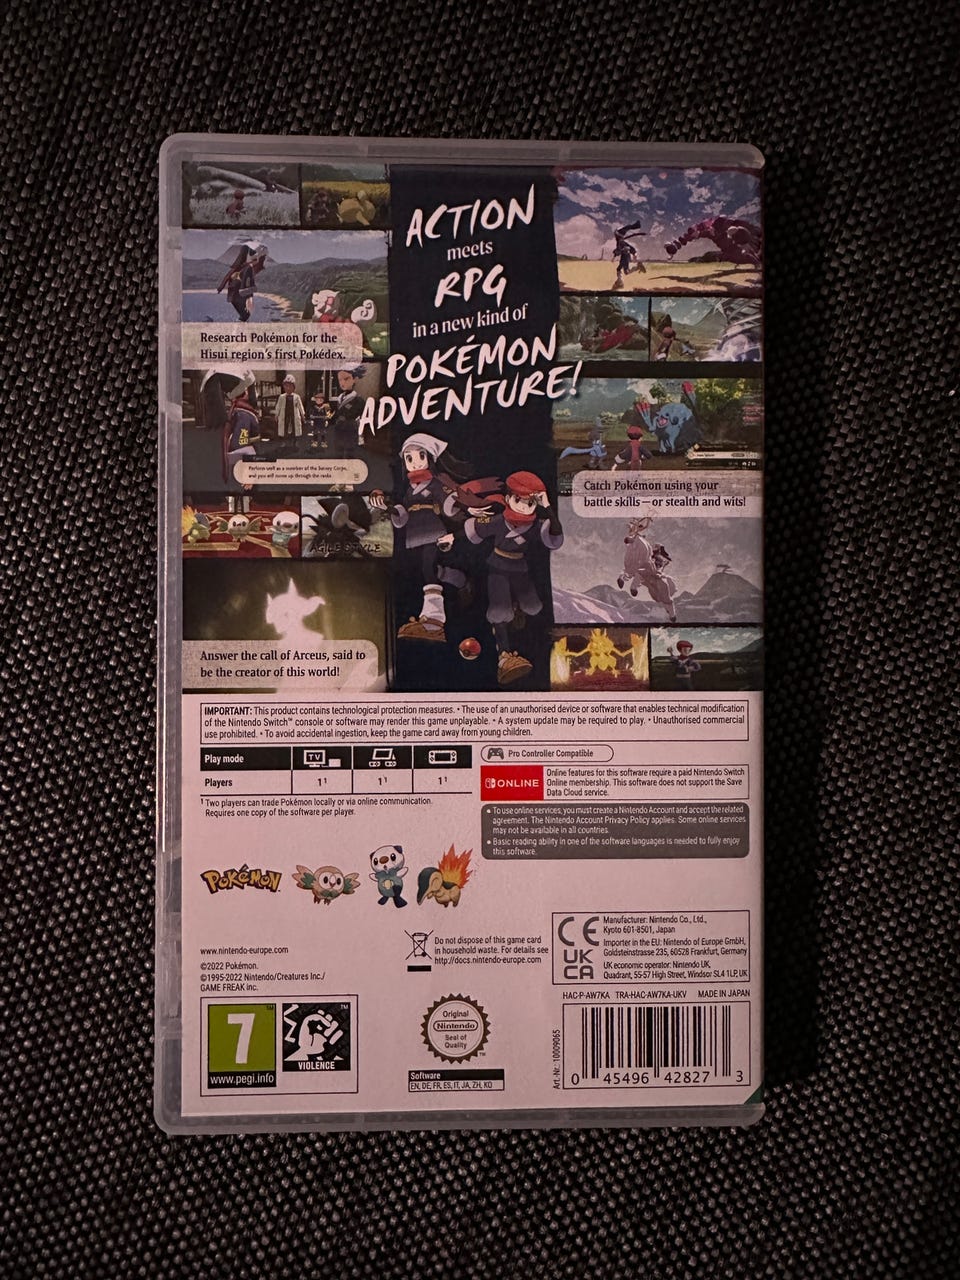 ACTION
meets
RPG
in a new kind of
POKÉMON
ADVENTURE!
Research Pokémon for the
Hisui region's first Pokédex.
Perform well as a member of the Survey Corps,
and you will move up through the ranks
AGILE STYLE
Answer the call of Arceus, said to
be the creator of this world!
Catch Pokémon using your
battle skills—or stealth and wits!
IMPORTANT: This product contains technological protection measures. • The use of an unauthorised device or software that enables technical modification
of the Nintendo Switch™ console or software may render this game unplayable. • A system update may be required to play. • Unauthorised commercial
use prohibited. • To avoid accidental ingestion, keep the game card away from young children.
Play mode TV
Players 1¹ 1¹ 1¹
¹ Two players can trade Pokémon locally or via online communication.
Requires one copy of the software per player.
Pro Controller Compatible
ONLINE
Online features for this software require a paid Nintendo Switch
Online membership. This software does not support the Save
Data Cloud service.
• To use online services, you must create a Nintendo Account and accept the related
agreement. The Nintendo Account Privacy Policy applies. Some online services
may not be available in all countries.
• Basic reading ability in one of the software languages is needed to fully enjoy
this software.
POKéMON
www.nintendo-europe.com
©2022 Pokémon.
©1995-2022 Nintendo/Creatures Inc./
GAME FREAK inc.
Do not dispose of this game card
in household waste. For details see
http://docs.nintendo-europe.com
CE
UK
CA
Manufacturer: Nintendo Co., Ltd.,
Kyoto 601-8501, Japan
Importer in the EU: Nintendo of Europe GmbH,
Goldsteinstrasse 235, 60528 Frankfurt, Germany
UK economic operator: Nintendo UK,
Quadrant, 55-57 High Street, Windsor SL4 1LP, UK
HAC-P-AW7KA TRA-HAC-AW7KA-UKV MADE IN JAPAN
7
www.pegi.info
VIOLENCE
TM
Original
Nintendo
Seal of
Quality
TM
Software
EN, DE, FR, ES, IT, JA, ZH, KO
Art.-Nr.: 10009065
0 45496 42827 3